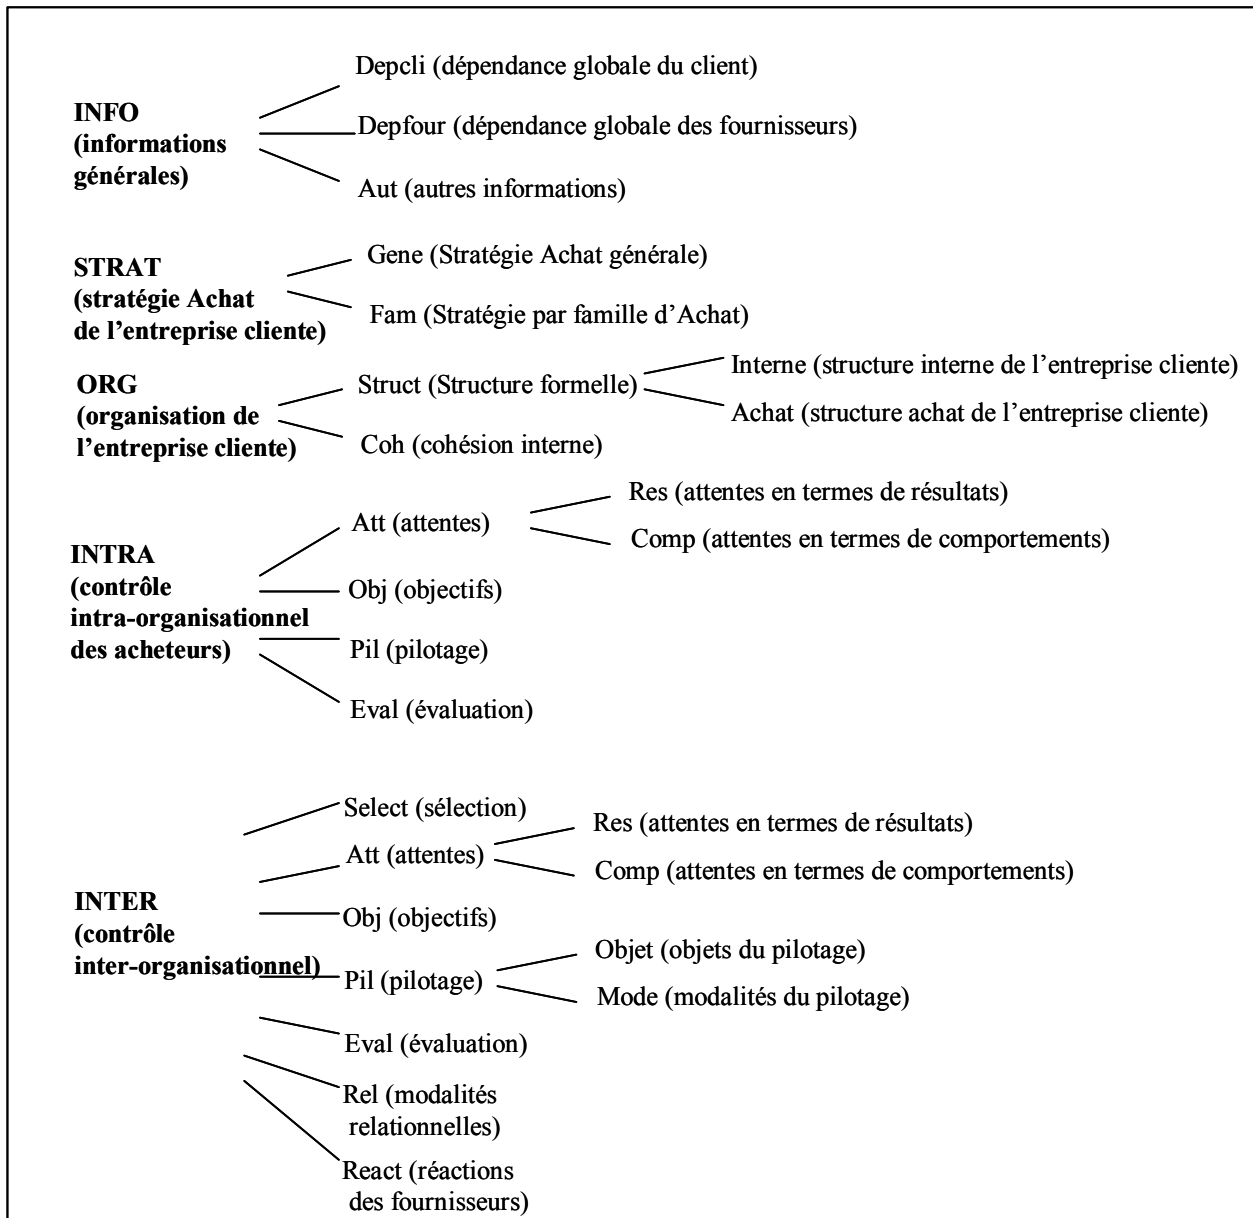 Depcli (dépendance globale du client)
INFO
(informations
générales)
Depfour (dépendance globale des fournisseurs)
Aut (autres informations)
STRAT
(stratégie Achat
de l’entreprise cliente)
Gene (Stratégie Achat générale)
Fam (Stratégie par famille d’Achat)
ORG
(organisation de
l’entreprise cliente)
Struct (Structure formelle)
Interne (structure interne de l’entreprise cliente)
Achat (structure achat de l’entreprise cliente)
Coh (cohésion interne)
INTRA
(contrôle
intra-organisationnel
des acheteurs)
Att (attentes)
Res (attentes en termes de résultats)
Comp (attentes en termes de comportements)
Obj (objectifs)
Pil (pilotage)
Eval (évaluation)
INTER
(contrôle
inter-organisationnel)
Select (sélection)
Att (attentes)
Res (attentes en termes de résultats)
Comp (attentes en termes de comportements)
Obj (objectifs)
Pil (pilotage)
Objet (objets du pilotage)
Mode (modalités du pilotage)
Eval (évaluation)
Rel (modalités
relationnelles)
React (réactions
des fournisseurs)